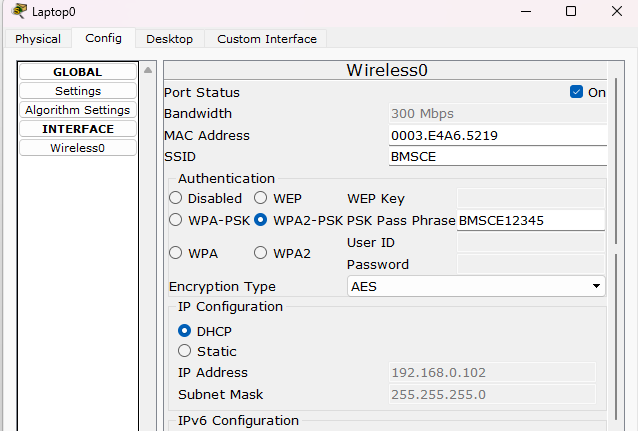 Laptop0
Physical Config Desktop Custom Interface
GLOBAL
Settings
Algorithm Settings
INTERFACE
Wireless0
Wireless0
Port Status On
Bandwidth 300 Mbps
MAC Address 0003.E4A6.5219
SSID BMSCE
Authentication
Disabled WEP WEP Key
WPA-PSK WPA2-PSK PSK Pass Phrase BMSCE12345
User ID
WPA WPA2
Password
Encryption Type AES
IP Configuration
DHCP
Static
IP Address 192.168.0.102
Subnet Mask 255.255.255.0
IPv6 Configuration